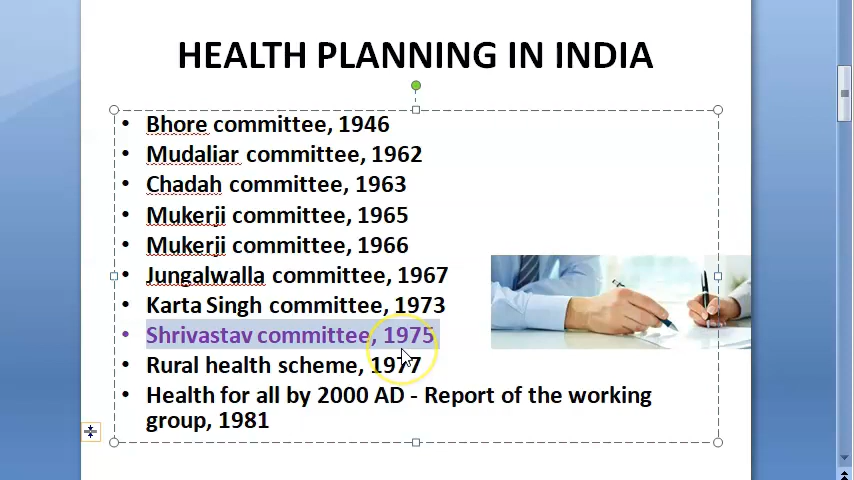 HEALTH PLANNING IN INDIA
• Bhore committee, 1946
• Mudaliar committee, 1962
• Chadah committee, 1963
• Mukerji committee, 1965
• Mukerji committee, 1966
• Jungalwalla committee, 1967
• Karta Singh committee, 1973
• Shrivastav committee, 1975
• Rural health scheme, 1977
• Health for all by 2000 AD - Report of the working
group, 1981